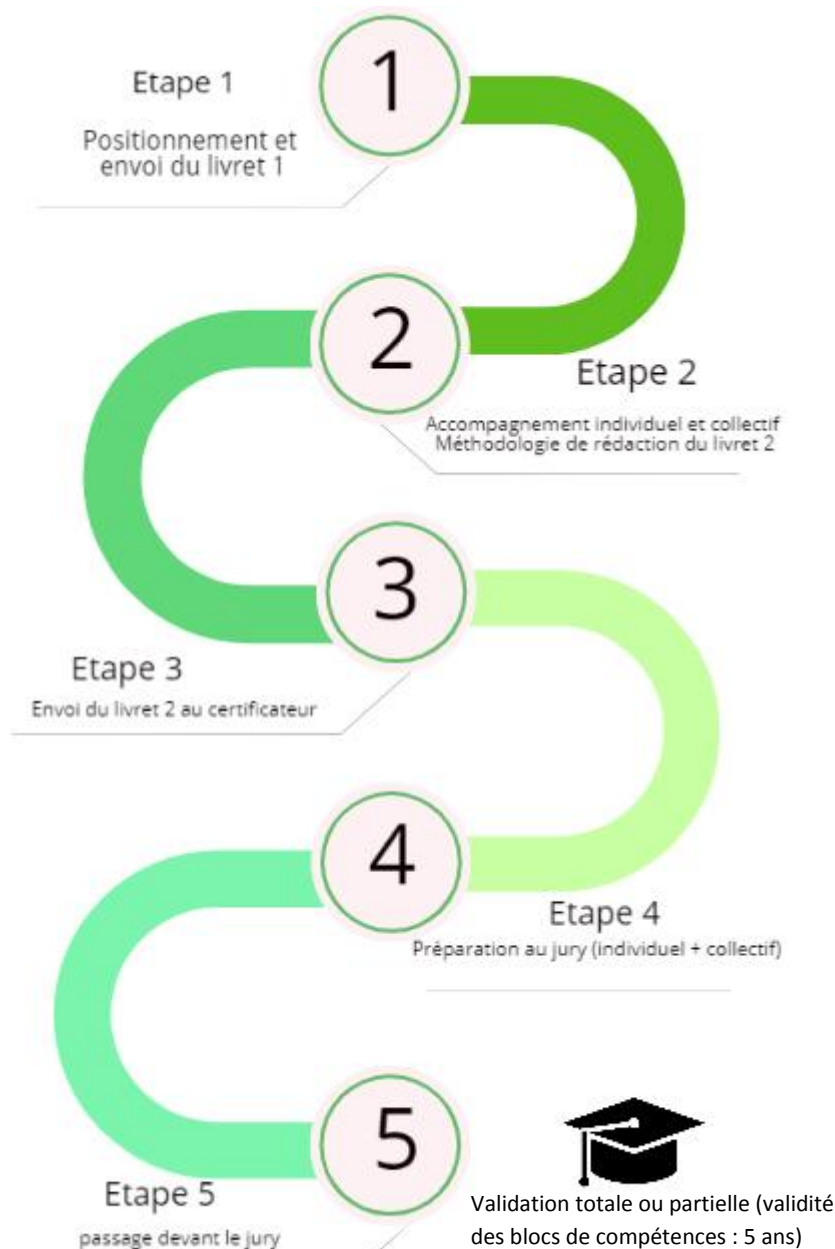 1
Etape 1
Positionnement et
envoi du livret 1
2
Etape 2
Accompagnement individuel et collectif
Méthodologie de rédaction du livret 2
3
Etape 3
Envoi du livret 2 au certificateur
4
Etape 4
Préparation au jury (individuel + collectif)
5
Etape 5
passage devant le jury
Validation totale ou partielle (validité
des blocs de compétences : 5 ans)